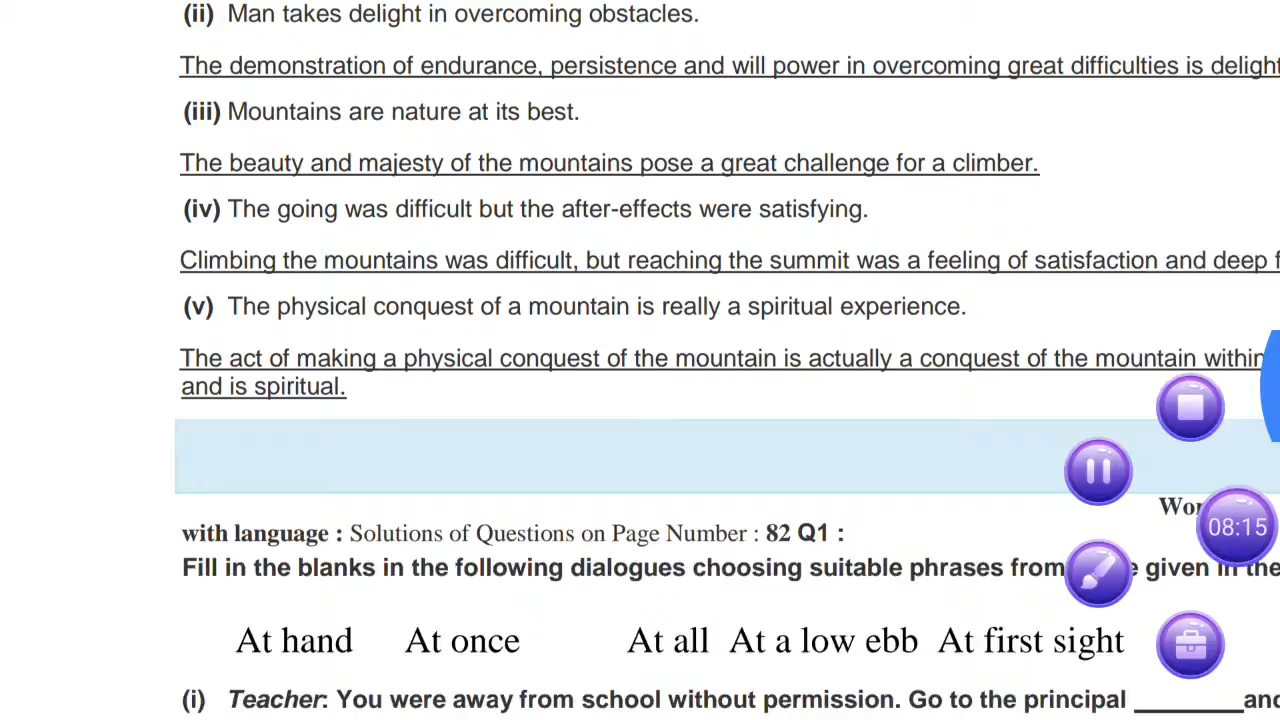 (ii) Man takes delight in overcoming obstacles.
The demonstration of endurance, persistence and will power in overcoming great difficulties is
(iii) Mountains are nature at its best.
The beauty and majesty of the mountains pose a great challenge for a climber.
(iv) The going was difficult but the after-effects were satisfying.
Climbing the mountains was difficult, but reaching the summit was a feeling of satisfaction and deep
(v) The physical conquest of a mountain is really a spiritual experience.
The act of making a physical conquest of the mountain is actually a conquest of the mountain within
and is spiritual.
08:15
with language : Solutions of Questions on Page Number : 82 Q1 :
Fill in the blanks in the following dialogues choosing suitable phrases from given in the
At hand At once At all At a low ebb At first sight
(i) Teacher: You were away from school without permission. Go to the principal ________